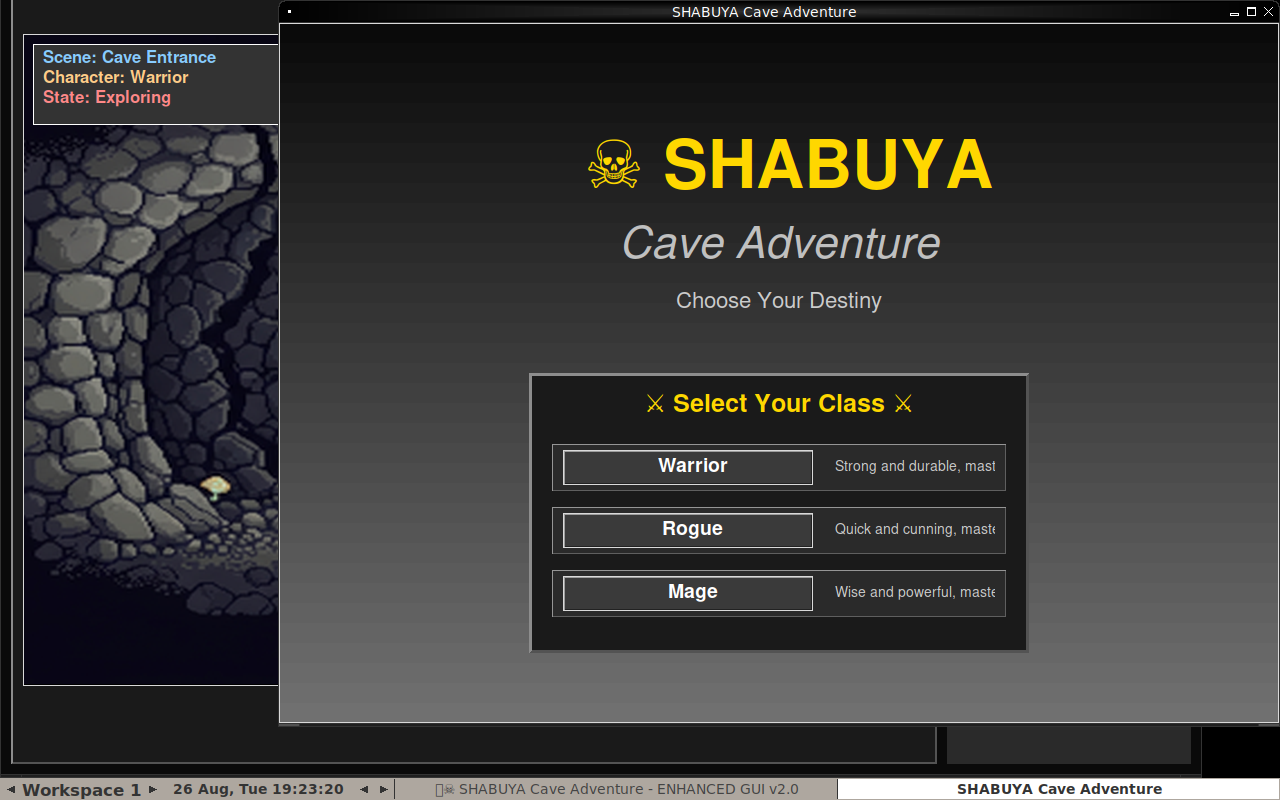 SHABUYA Cave Adventure
Scene: Cave Entrance
Character: Warrior
State: Exploring
☠ SHABUYA
Cave Adventure
Choose Your Destiny
⚔ Select Your Class ⚔
Warrior
Strong and durable, mast
Rogue
Quick and cunning, maste
Mage
Wise and powerful, maste
Workspace 1
26 Aug, Tue 19:23:20
☠ SHABUYA Cave Adventure - ENHANCED GUI v2.0
SHABUYA Cave Adventure